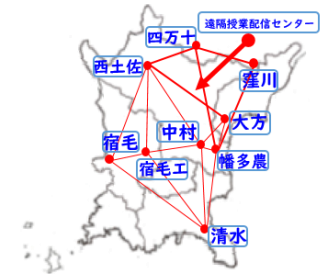 遠隔授業配信センター
四万十
西土佐
窪川
大方
中村
宿毛
宿毛工
幡多農
清水